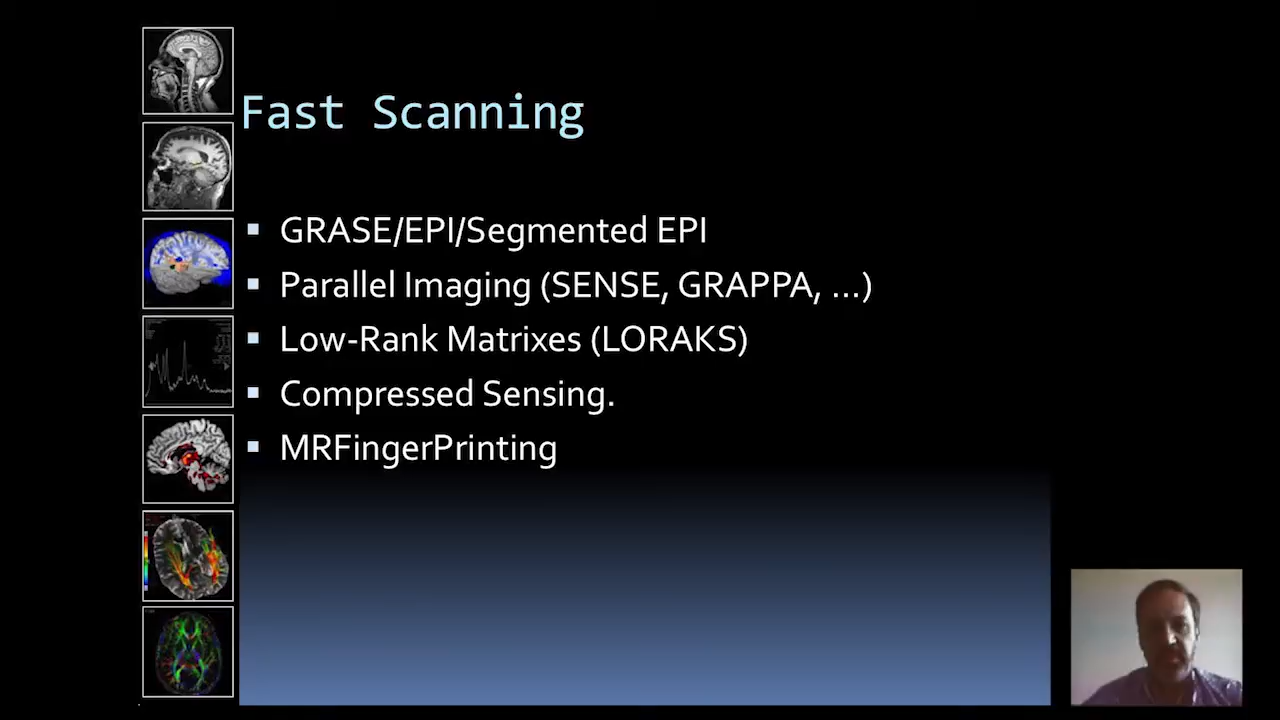 Fast Scanning
GRASE/EPI/Segmented EPI
Parallel Imaging (SENSE, GRAPPA, ...)
Low-Rank Matrixes (LORAKS)
Compressed Sensing.
MRFingerPrinting